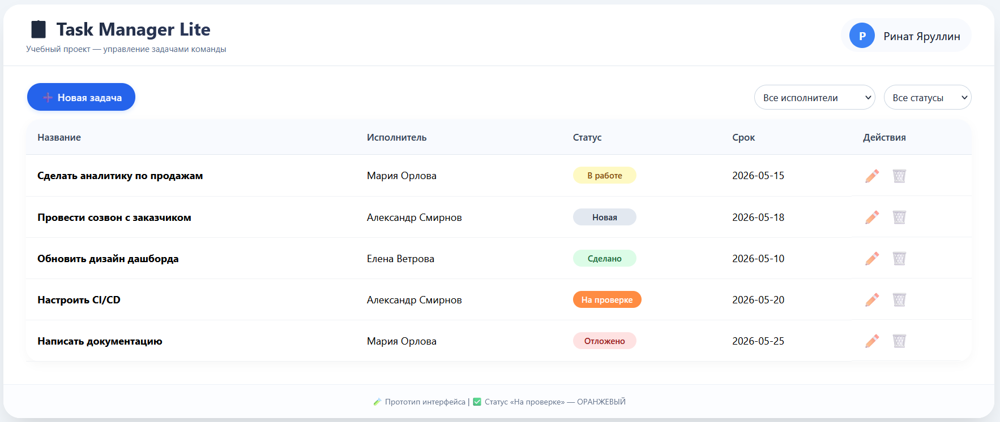 Task Manager Lite
Учебный проект — управление задачами команды
Р Ринат Яруллин
Новая задача
Все исполнители Все статусы
Название Исполнитель Статус Срок Действия
Сделать аналитику по продажам Мария Орлова В работе 2026-05-15
Провести созвон с заказчиком Александр Смирнов Новая 2026-05-18
Обновить дизайн дашборда Елена Ветрова Сделано 2026-05-10
Настроить CI/CD Александр Смирнов На проверке 2026-05-20
Написать документацию Мария Орлова Отложено 2026-05-25
Прототип интерфейса | ✅ Статус «На проверке» — ОРАНЖЕВЫЙ